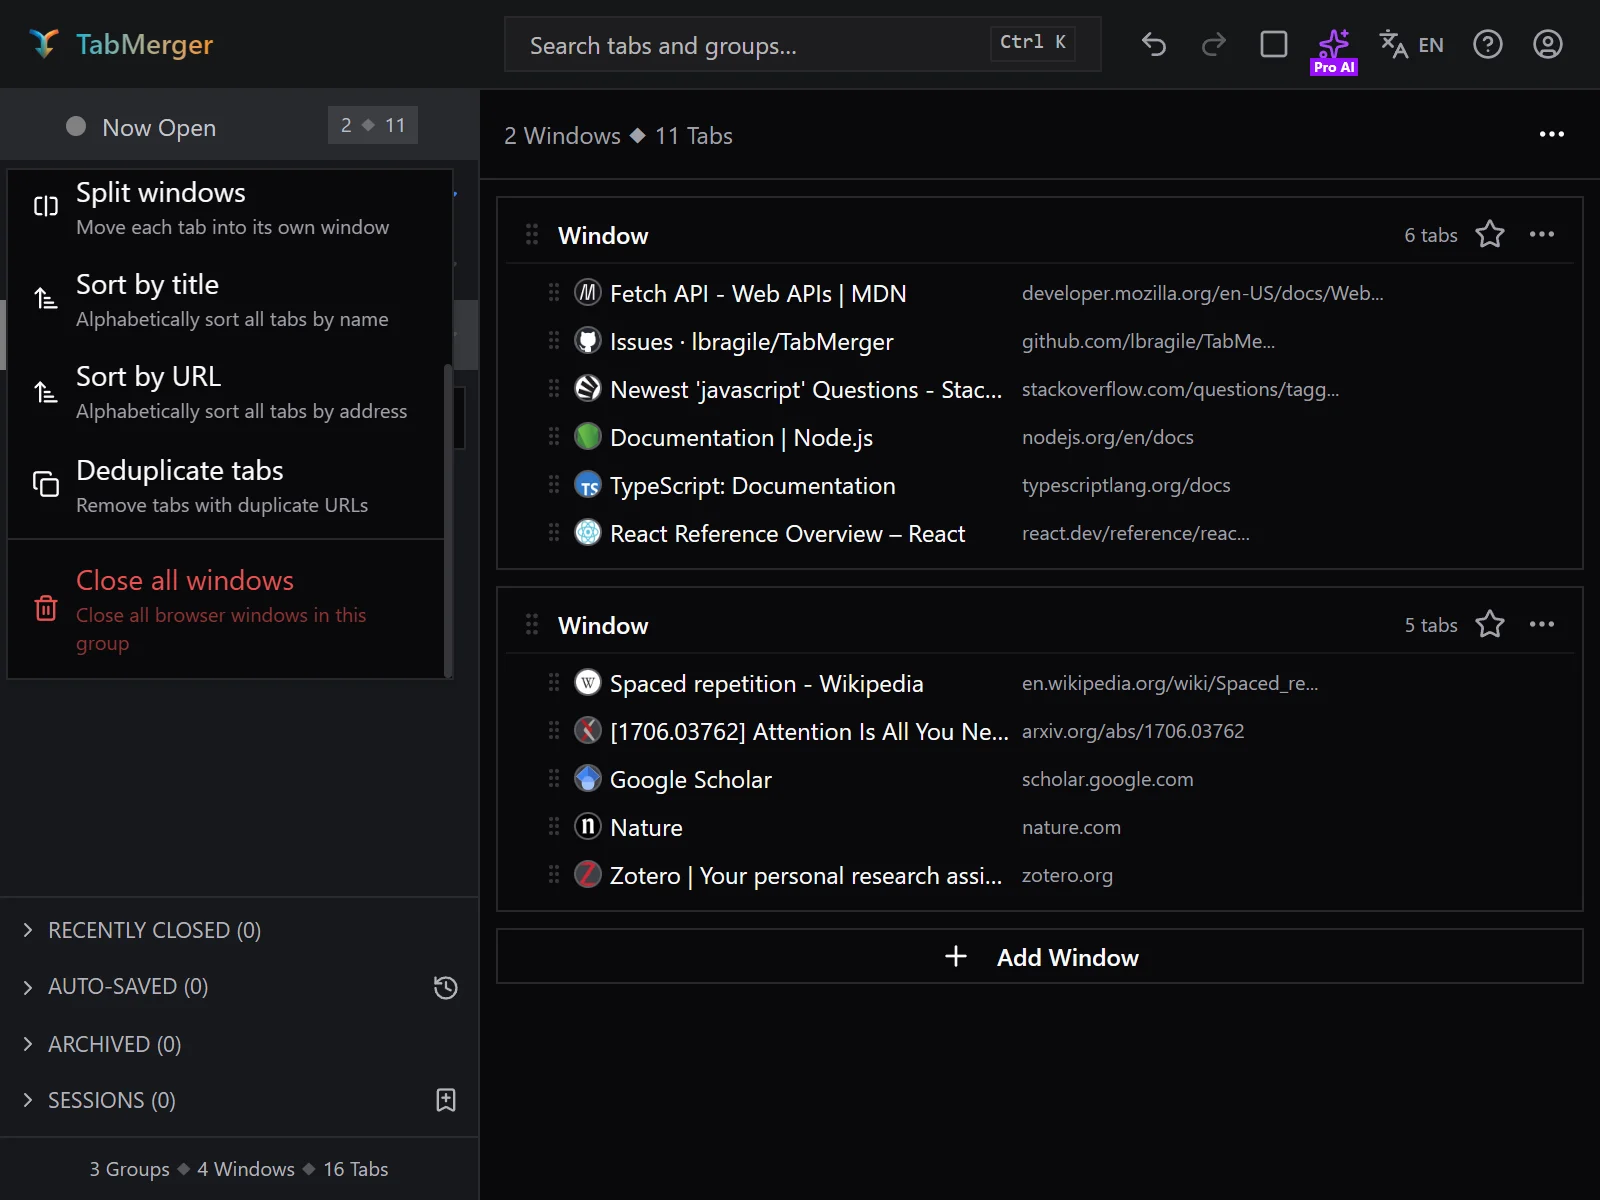 TabMerger
Search tabs and groups...
Ctrl K
Pro AI
EN
Now Open
2 ◆ 11
Split windows
Move each tab into its own window
Sort by title
Alphabetically sort all tabs by name
Sort by URL
Alphabetically sort all tabs by address
Deduplicate tabs
Remove tabs with duplicate URLs
Close all windows
Close all browser windows in this
group
RECENTLY CLOSED (0)
AUTO-SAVED (0)
ARCHIVED (0)
SESSIONS (0)
3 Groups ◆ 4 Windows ◆ 16 Tabs
2 Windows ◆ 11 Tabs
Window
6 tabs
Fetch API - Web APIs | MDN
developer.mozilla.org/en-US/docs/Web...
Issues · lbragile/TabMerger
github.com/lbragile/TabMe...
Newest 'javascript' Questions - Stac...
stackoverflow.com/questions/tagg...
Documentation | Node.js
nodejs.org/en/docs
TS
TypeScript: Documentation
typescriptlang.org/docs
React Reference Overview – React
react.dev/reference/reac...
Window
5 tabs
W
Spaced repetition - Wikipedia
en.wikipedia.org/wiki/Spaced_re...
[1706.03762] Attention Is All You Ne...
arxiv.org/abs/1706.03762
Google Scholar
scholar.google.com
n
Nature
nature.com
Z
Zotero | Your personal research assi...
zotero.org
Add Window